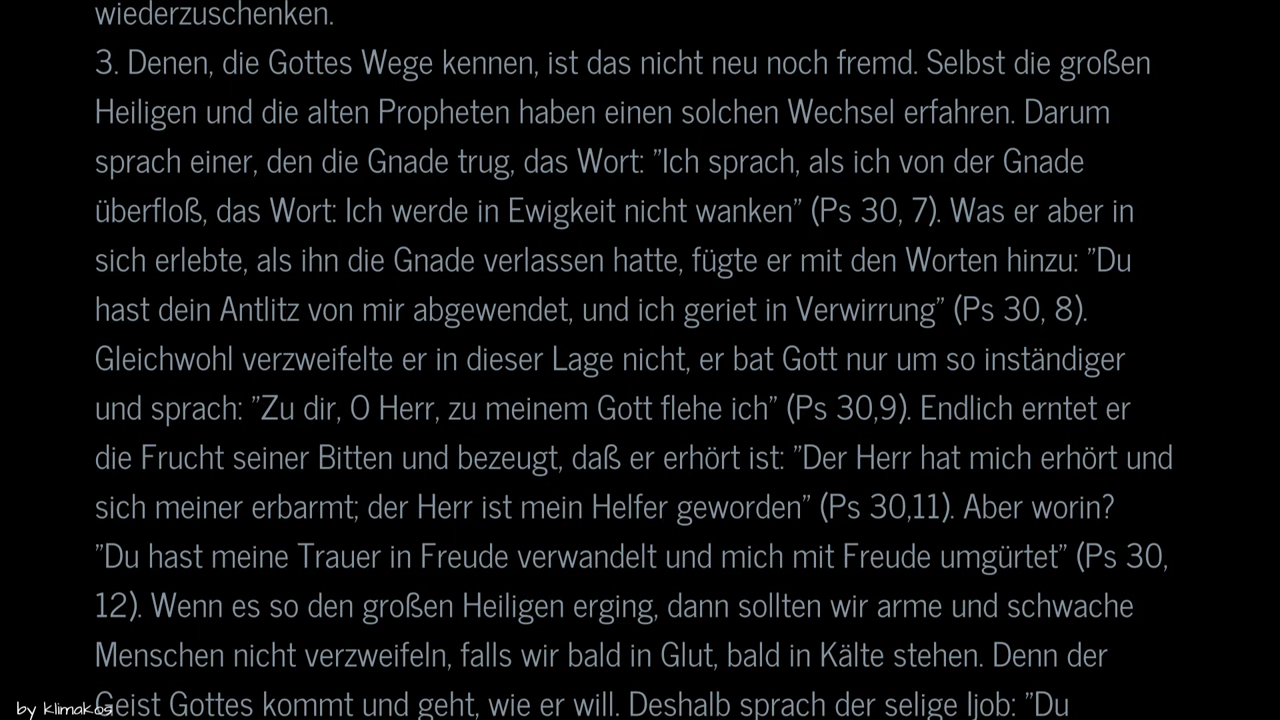 wiederzuschenken.
3. Denen, die Gottes Wege kennen, ist das nicht neu noch fremd. Selbst die großen
Heiligen und die alten Propheten haben einen solchen Wechsel erfahren. Darum
sprach einer, den die Gnade trug, das Wort: ”Ich sprach, als ich von der Gnade
überfloß, das Wort: Ich werde in Ewigkeit nicht wanken” (Ps 30, 7). Was er aber in
sich erlebte, als ihn die Gnade verlassen hatte, fügte er mit den Worten hinzu: ”Du
hast dein Antlitz von mir abgewendet, und ich geriet in Verwirrung” (Ps 30, 8).
Gleichwohl verzweifelte er in dieser Lage nicht, er bat Gott nur um so inständiger
und sprach: ”Zu dir, O Herr, zu meinem Gott flehe ich” (Ps 30,9). Endlich erntet er
die Frucht seiner Bitten und bezeugt, daß er erhört ist: ”Der Herr hat mich erhört und
sich meiner erbarmt; der Herr ist mein Helfer geworden” (Ps 30,11). Aber worin?
”Du hast meine Trauer in Freude verwandelt und mich mit Freude umgürtet” (Ps 30,
12). Wenn es so den großen Heiligen erging, dann sollten wir arme und schwache
Menschen nicht verzweifeln, falls wir bald in Glut, bald in Kälte stehen. Denn der
Geist Gottes kommt und geht, wie er will. Deshalb sprach der selige Ijob: ”Du
by klimakos